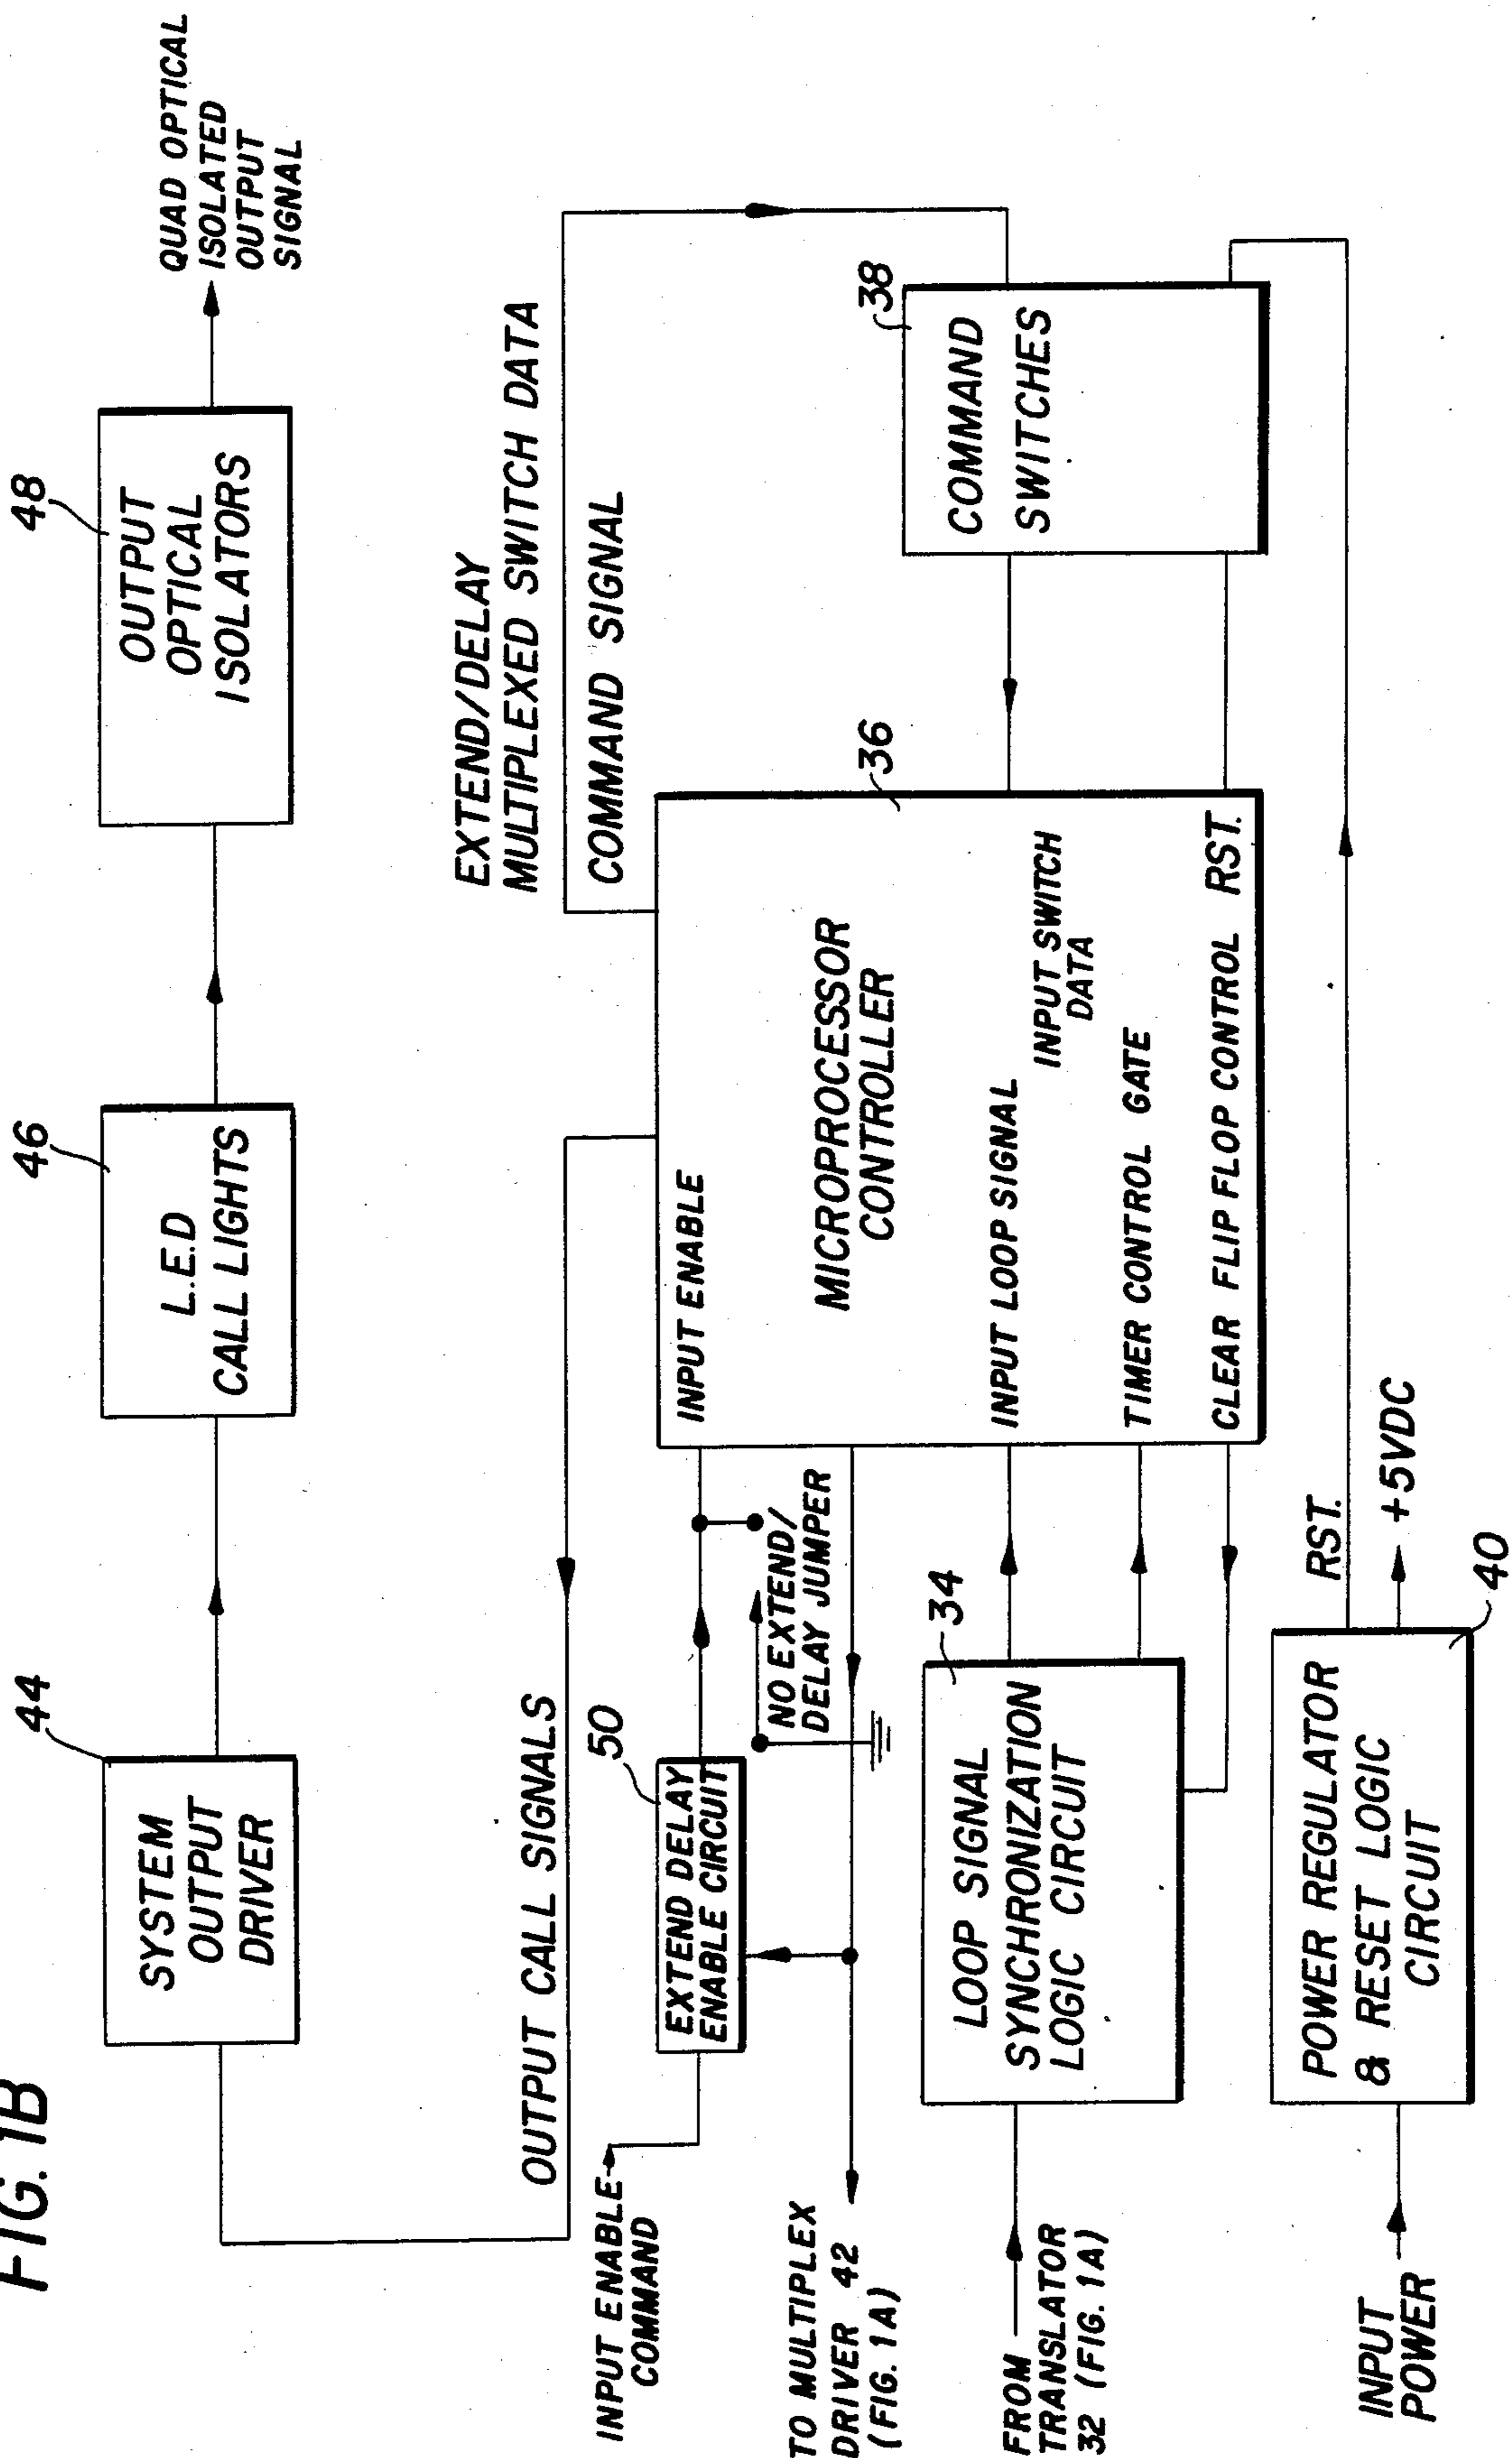 FIG. 1B
44
SYSTEM
OUTPUT
DRIVER
46
L.E.D
CALL LIGHTS
48
OUTPUT
OPTICAL
ISOLATORS
QUAD OPTICAL
ISOLATED
OUTPUT
SIGNAL
OUTPUT CALL SIGNALS
EXTEND/DELAY
MULTIPLEXED SWITCH DATA
COMMAND SIGNAL
INPUT ENABLE
COMMAND
50
EXTEND DELAY
ENABLE CIRCUIT
NO EXTEND/
DELAY JUMPER
TO MULTIPLEX
DRIVER 42
(FIG. 1A)
36
INPUT ENABLE
MICROPROCESSOR
CONTROLLER
INPUT LOOP SIGNAL
INPUT SWITCH
DATA
TIMER CONTROL GATE
CLEAR FLIP FLOP CONTROL RST.
38
COMMAND
SWITCHES
FROM
TRANSLATOR
32 (FIG. 1A)
34
LOOP SIGNAL
SYNCHRONIZATION
LOGIC CIRCUIT
INPUT
POWER
POWER REGULATOR
& RESET LOGIC
CIRCUIT
40
RST.
+5VDC